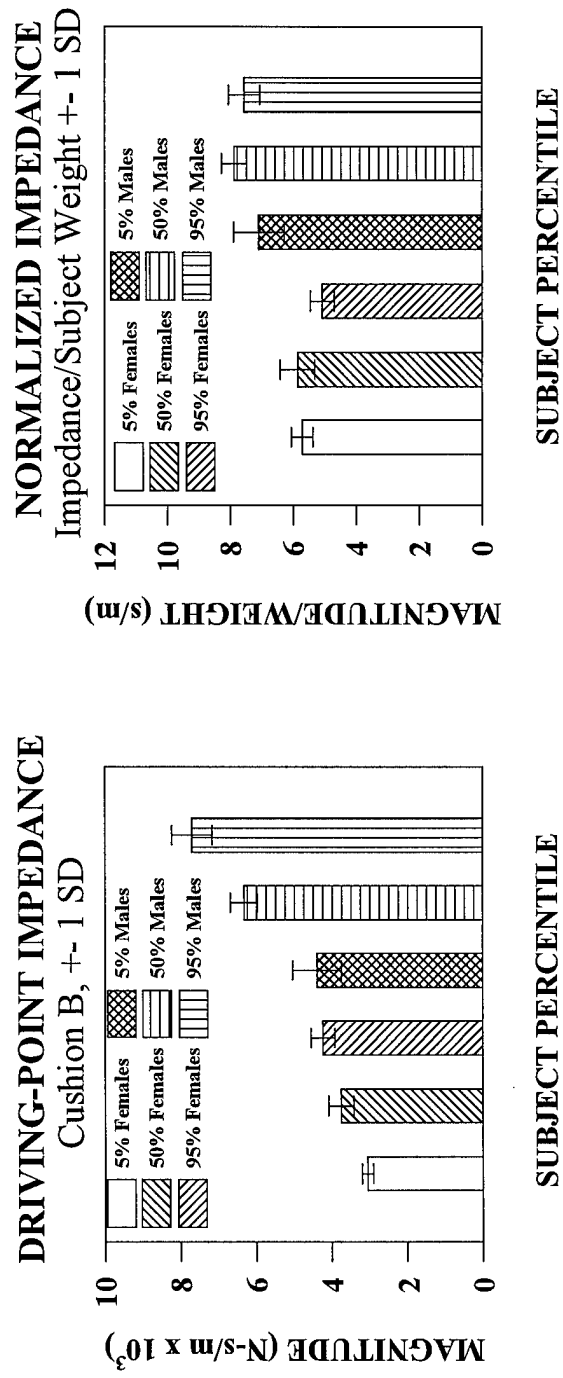 DRIVING-POINT IMPEDANCE
Cushion B, +- 1 SD
5% Females
50% Females
95% Females
5% Males
50% Males
95% Males
10
8
6
4
2
0
MAGNITUDE (N-s/m x 10³)
SUBJECT PERCENTILE
NORMALIZED IMPEDANCE
Impedance/Subject Weight +- 1 SD
5% Females
50% Females
95% Females
5% Males
50% Males
95% Males
12
10
8
6
4
2
0
MAGNITUDE/WEIGHT (s/m)
SUBJECT PERCENTILE